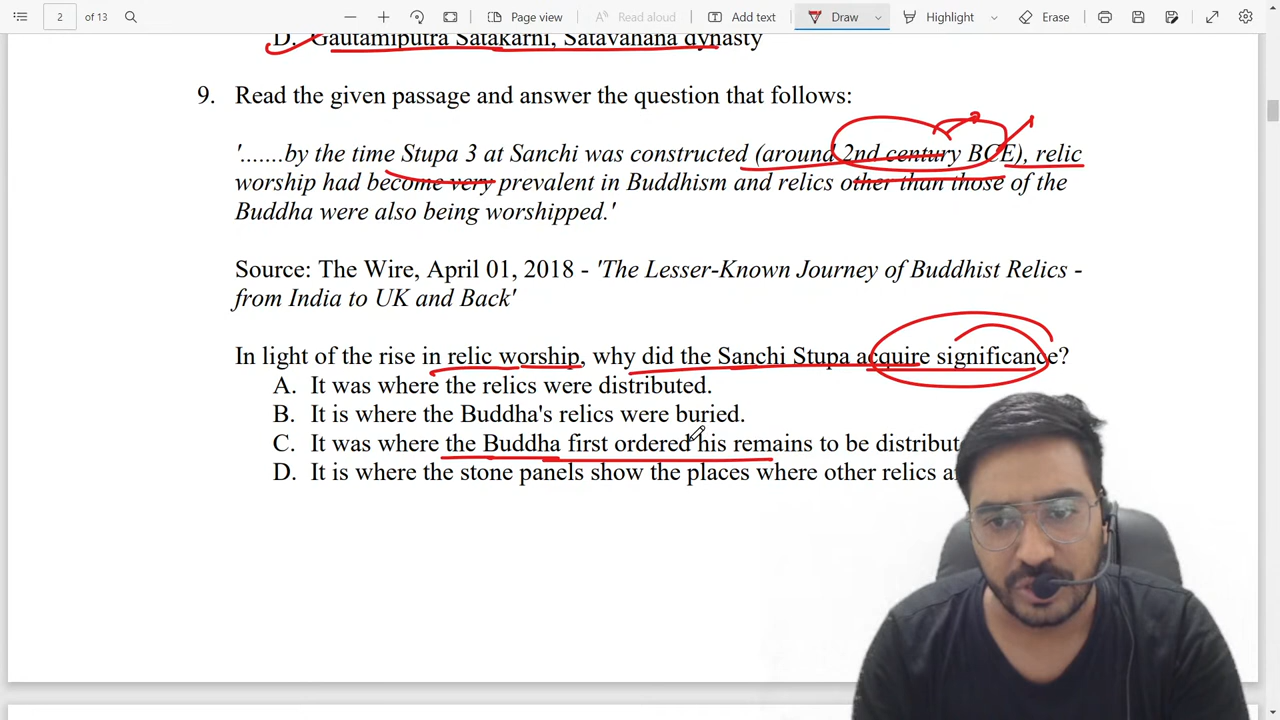 2 of 13 Page view Read aloud Add text Draw Highlight Erase
D. Gautamiputra Satakarni, Satavahana dynasty
9. Read the given passage and answer the question that follows:
'.......by the time Stupa 3 at Sanchi was constructed (around 2nd century BCE), relic
worship had become very prevalent in Buddhism and relics other than those of the
Buddha were also being worshipped.'
Source: The Wire, April 01, 2018 - 'The Lesser-Known Journey of Buddhist Relics -
from India to UK and Back'
In light of the rise in relic worship, why did the Sanchi Stupa acquire significance?
A. It was where the relics were distributed.
B. It is where the Buddha's relics were buried.
C. It was where the Buddha first ordered his remains to be
D. It is where the stone panels show the places where other relics